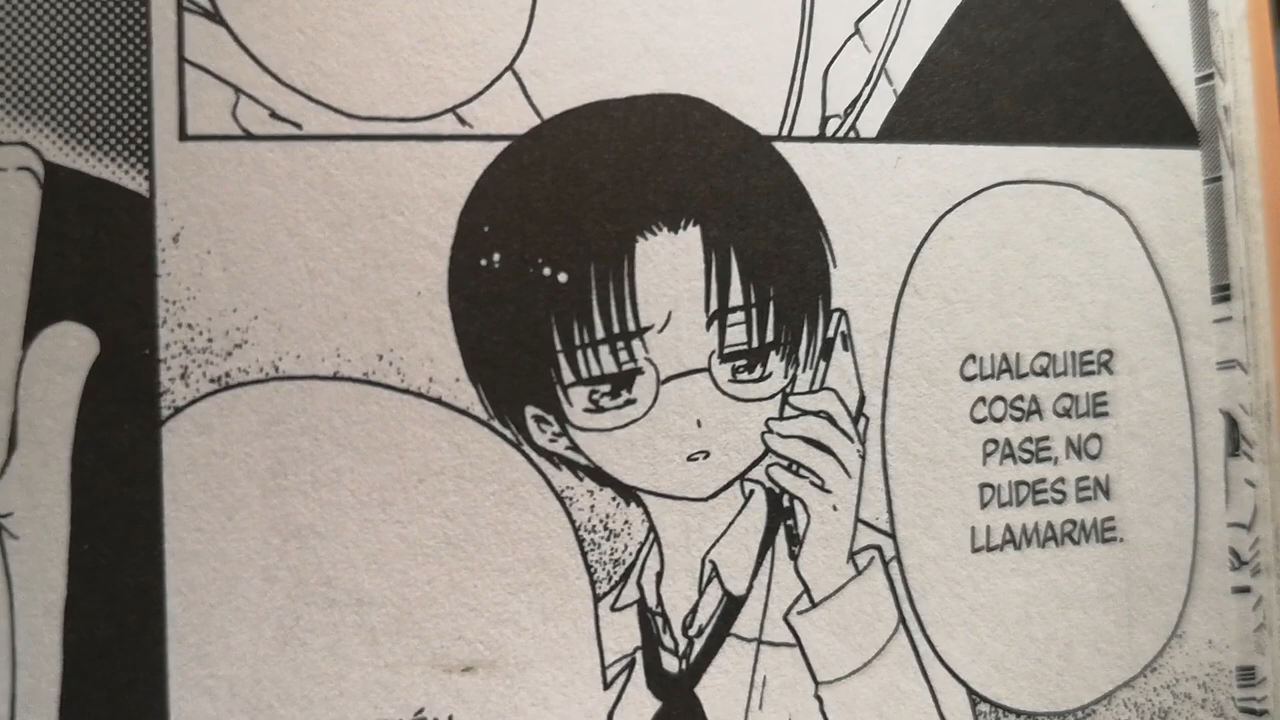 CUALQUIER
COSA QUE
PASE, NO
DUDES EN
LLAMARME.